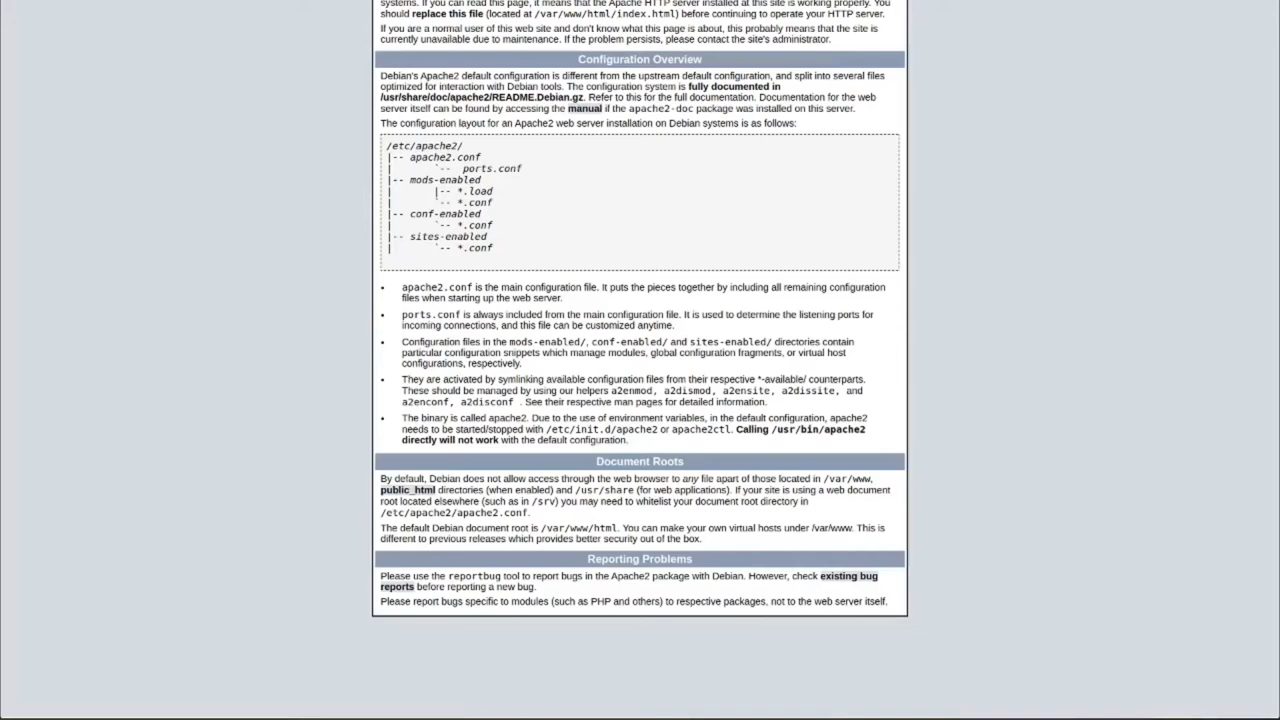 systems. If you can read this page, it means that the Apache HTTP server installed at this site is working properly. You
should replace this file (located at /var/www/html/index.html) before continuing to operate your HTTP server.
If you are a normal user of this web site and don't know what this page is about, this probably means that the site is
currently unavailable due to maintenance. If the problem persists, please contact the site's administrator.
Configuration Overview
Debian's Apache2 default configuration is different from the upstream default configuration, and split into several files
optimized for interaction with Debian tools. The configuration system is fully documented in
/usr/share/doc/apache2/README.Debian.gz. Refer to this for the full documentation. Documentation for the web
server itself can be found by accessing the manual if the apache2-doc package was installed on this server.
The configuration layout for an Apache2 web server installation on Debian systems is as follows:
/etc/apache2/
|-- apache2.conf
|       `--  ports.conf
|-- mods-enabled
|       |-- *.load
|       `-- *.conf
|-- conf-enabled
|       `-- *.conf
|-- sites-enabled
|       `-- *.conf
• apache2.conf is the main configuration file. It puts the pieces together by including all remaining configuration
files when starting up the web server.
• ports.conf is always included from the main configuration file. It is used to determine the listening ports for
incoming connections, and this file can be customized anytime.
• Configuration files in the mods-enabled/, conf-enabled/ and sites-enabled/ directories contain
particular configuration snippets which manage modules, global configuration fragments, or virtual host
configurations, respectively.
• They are activated by symlinking available configuration files from their respective *-available/ counterparts.
These should be managed by using our helpers a2enmod, a2dismod, a2ensite, a2dissite, and
a2enconf, a2disconf . See their respective man pages for detailed information.
• The binary is called apache2. Due to the use of environment variables, in the default configuration, apache2
needs to be started/stopped with /etc/init.d/apache2 or apache2ctl. Calling /usr/bin/apache2
directly will not work with the default configuration.
Document Roots
By default, Debian does not allow access through the web browser to any file apart of those located in /var/www,
public_html directories (when enabled) and /usr/share (for web applications). If your site is using a web document
root located elsewhere (such as in /srv) you may need to whitelist your document root directory in
/etc/apache2/apache2.conf.
The default Debian document root is /var/www/html. You can make your own virtual hosts under /var/www. This is
different to previous releases which provides better security out of the box.
Reporting Problems
Please use the reportbug tool to report bugs in the Apache2 package with Debian. However, check existing bug
reports before reporting a new bug.
Please report bugs specific to modules (such as PHP and others) to respective packages, not to the web server itself.